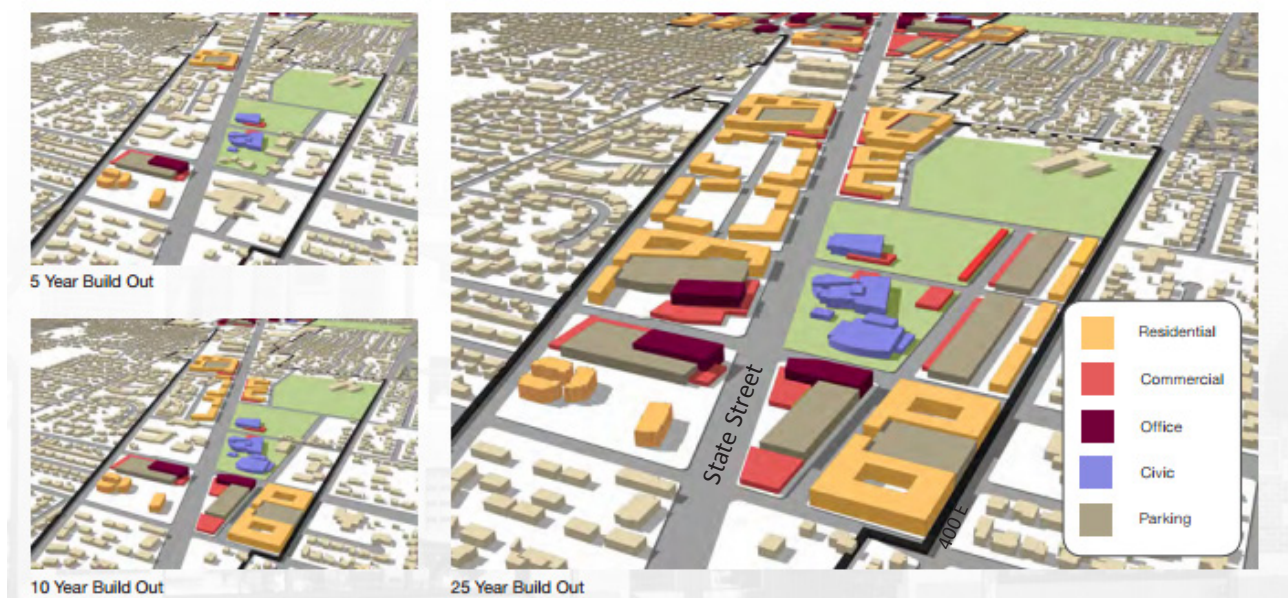 5 Year Build Out
10 Year Build Out
State Street
400 E
25 Year Build Out
Residential
Commercial
Office
Civic
Parking